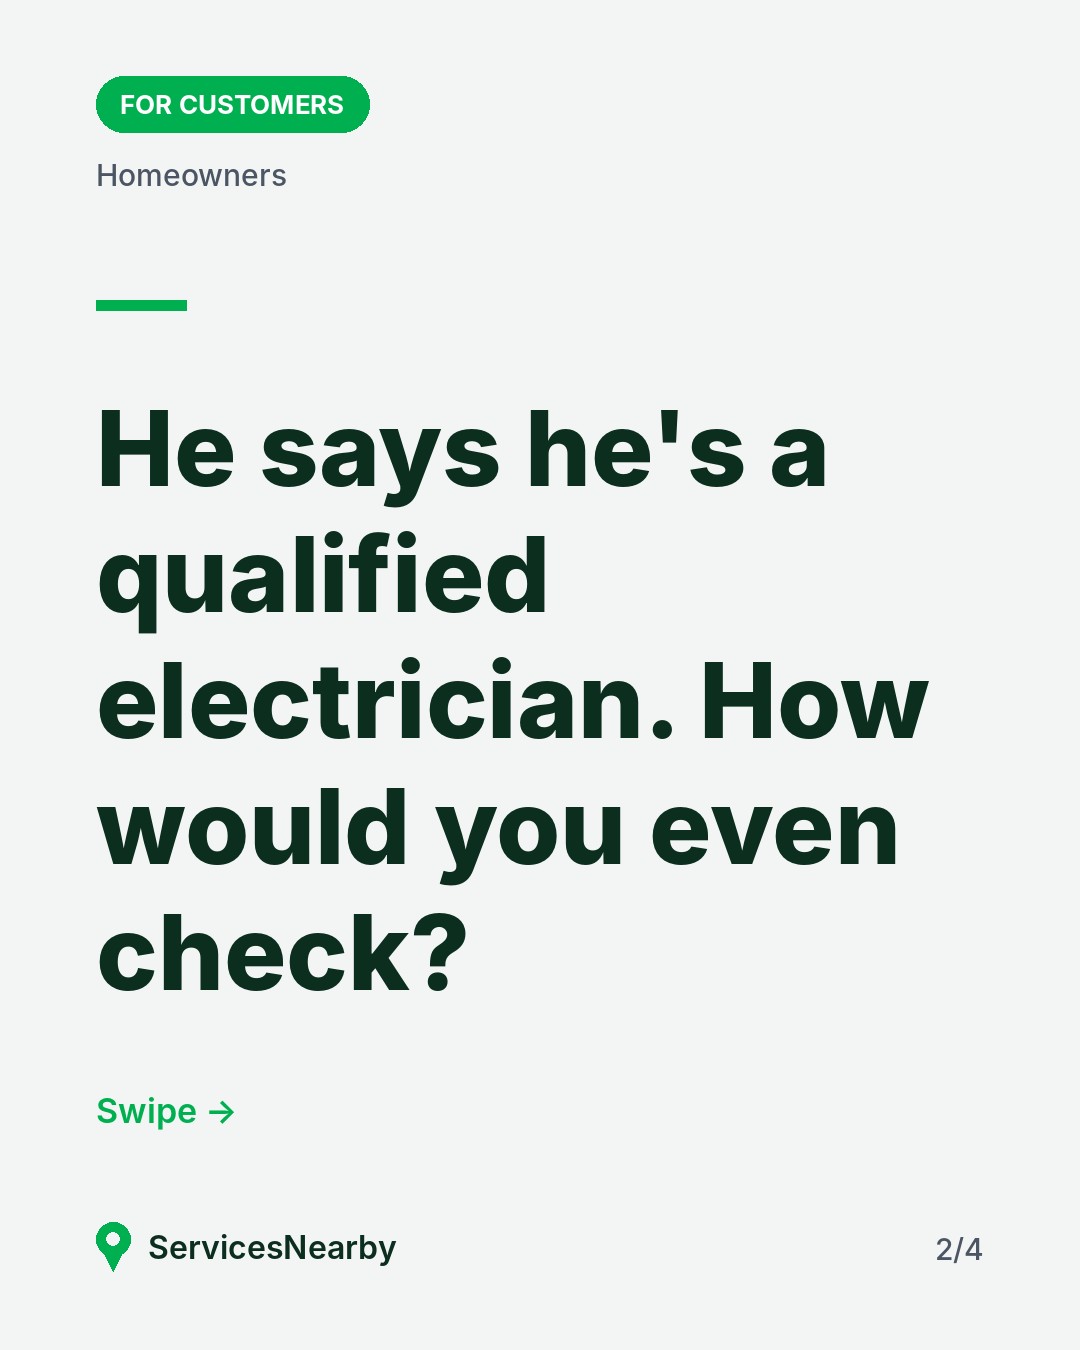 FOR CUSTOMERS
Homeowners
He says he's a
qualified
electrician. How
would you even
check?
Swipe →
ServicesNearby
2/4